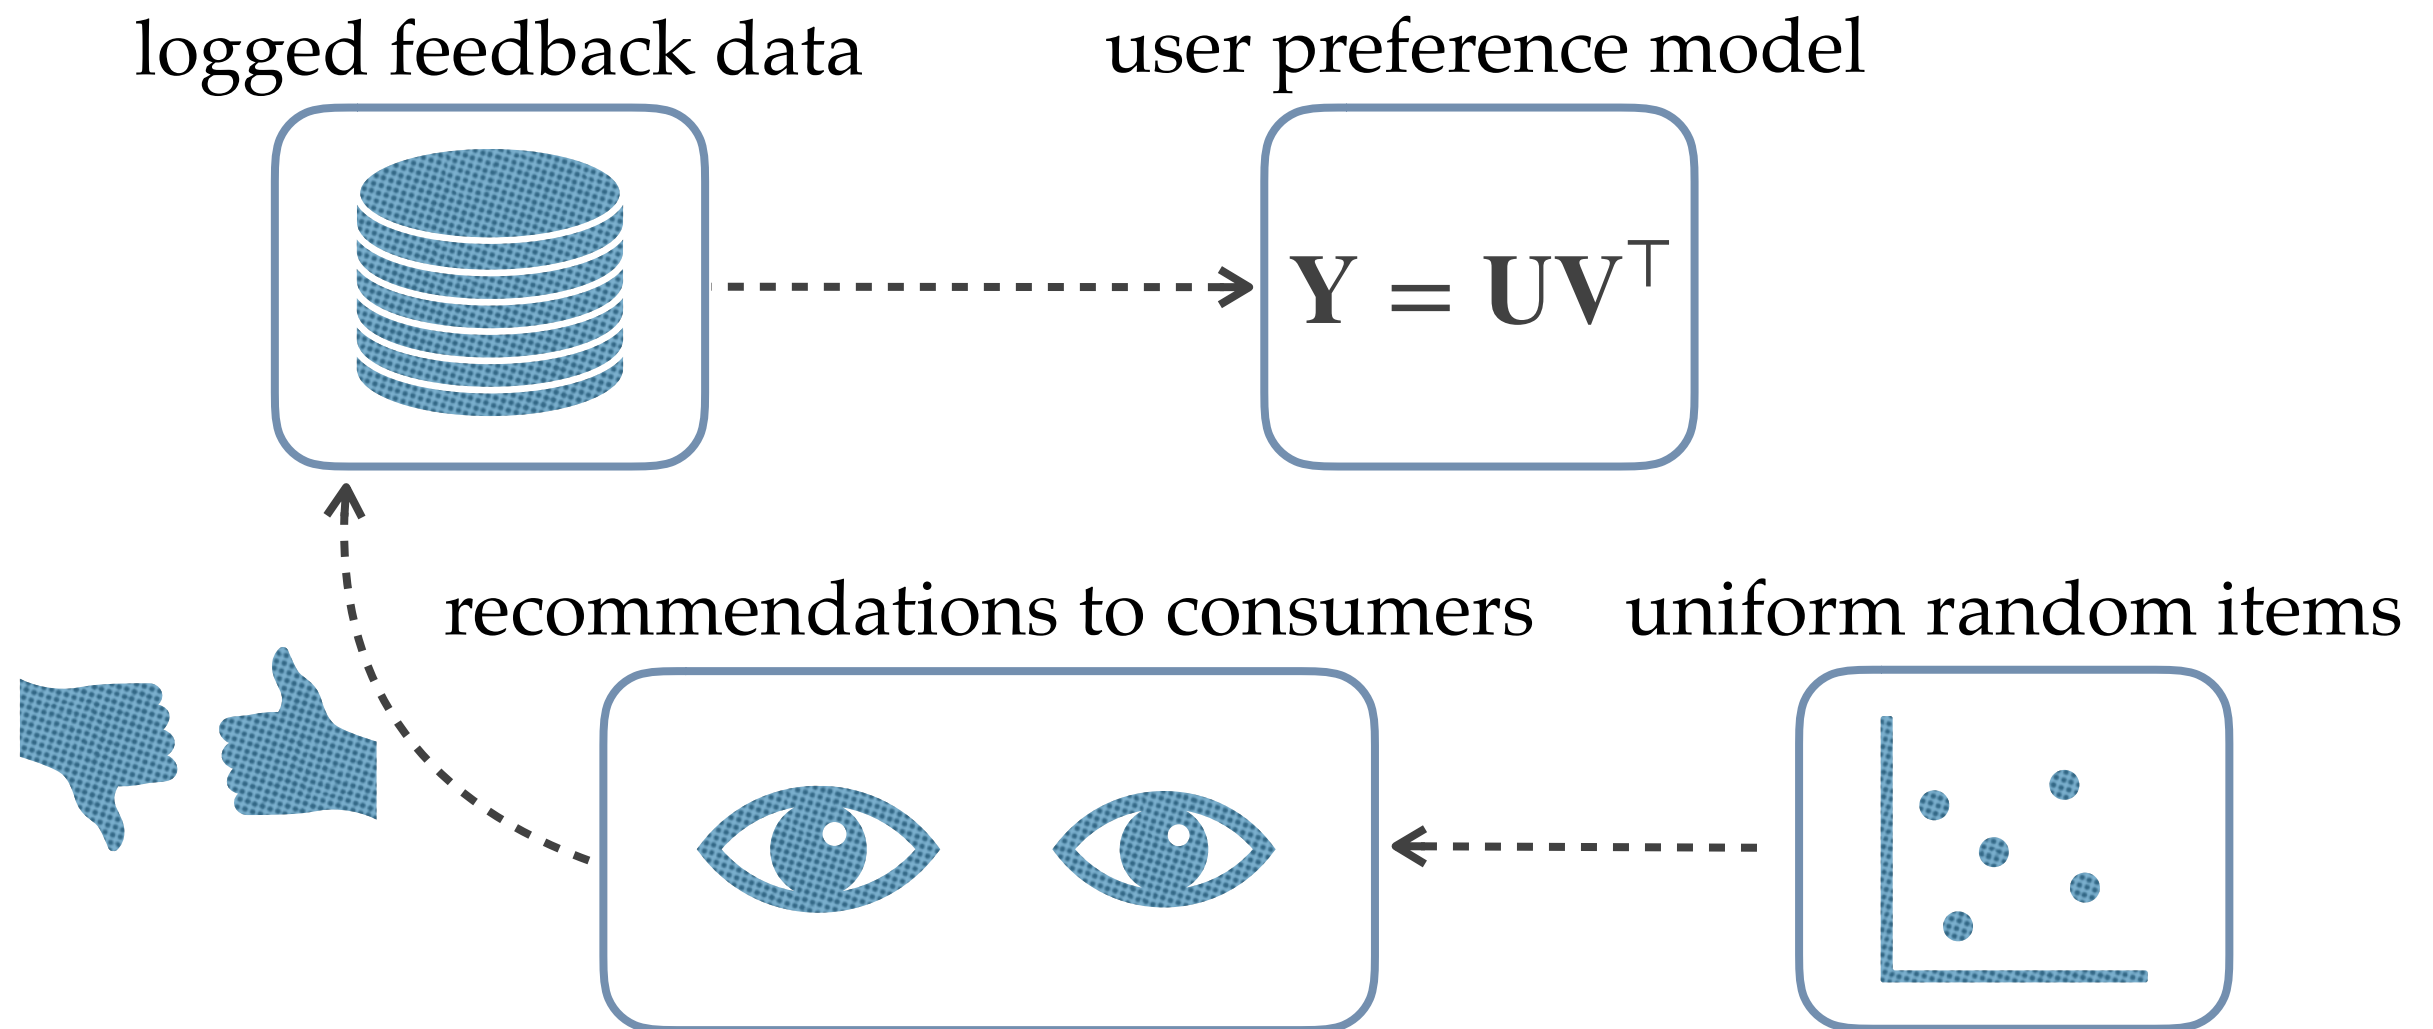 logged feedback data
user preference model
Y = UV⊤
recommendations to consumers
uniform random items